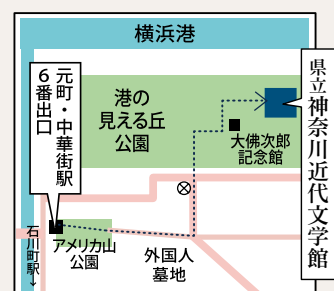 横浜港
県立神奈川近代文学館
元町・中華街駅
6番出口
港の
見える丘
公園
大佛次郎
記念館
アメリカ山
公園
外国人
墓地
石川町駅→